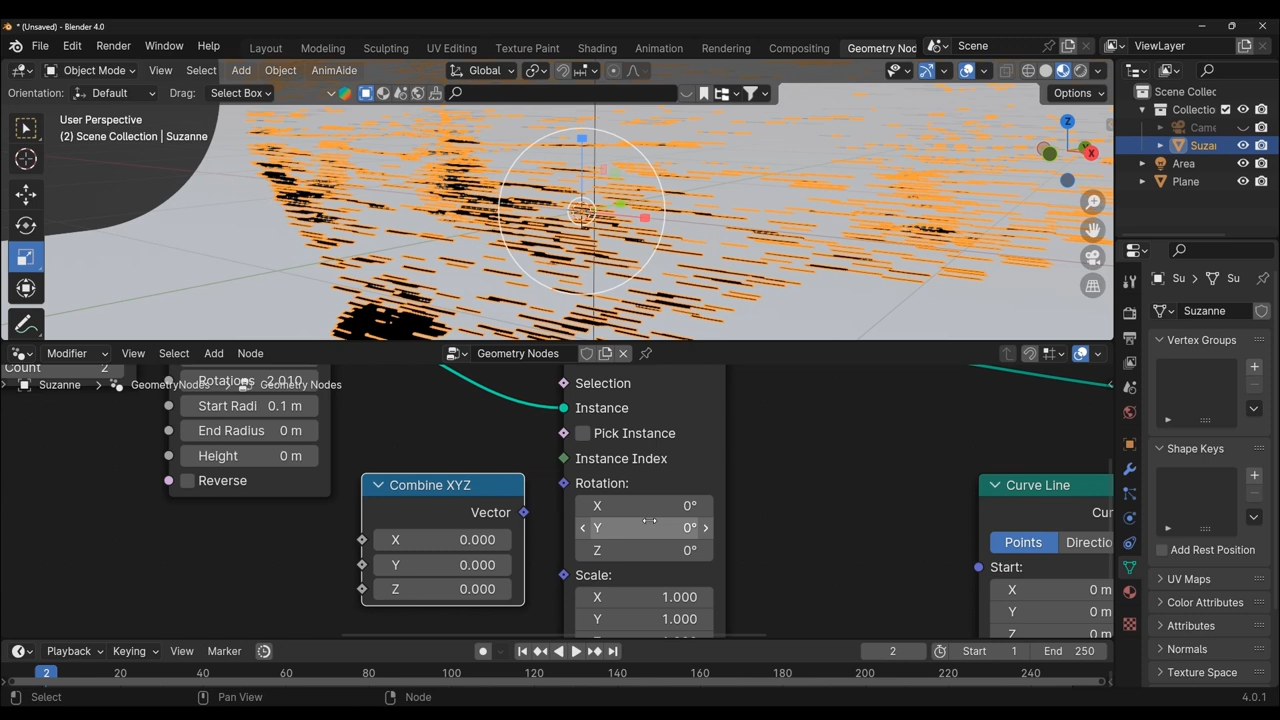 * (Unsaved) - Blender 4.0
File Edit Render Window Help Layout Modeling Sculpting UV Editing Texture Paint Shading Animation Rendering Compositing Geometry Nod Scene ViewLayer
Object Mode View Select Add Object AnimAide Global
Orientation: Default Drag: Select Box Options
User Perspective
(2) Scene Collection | Suzanne
Z
X
Scene Collec
Collectio
Came
Suzar
Area
Plane
Su Su
Suzanne
Vertex Groups
Shape Keys
Add Rest Position
UV Maps
Color Attributes
Attributes
Normals
Texture Space
Modifier View Select Add Node Geometry Nodes
Count 2
Suzanne GeometryNodes Geometry Nodes
Rotations 2.010
Start Radi 0.1 m
End Radius 0 m
Height 0 m
Reverse
Combine XYZ
Vector
X 0.000
Y 0.000
Z 0.000
Selection
Instance
Pick Instance
Instance Index
Rotation:
X 0°
Y 0°
Z 0°
Scale:
X 1.000
Y 1.000
Curve Line
Cur
Points Directio
Start:
X 0 m
Y 0 m
Z 0 m
Playback Keying View Marker 2 Start 1 End 250
2 20 40 60 80 100 120 140 160 180 200 220 240
Select Pan View Node 4.0.1